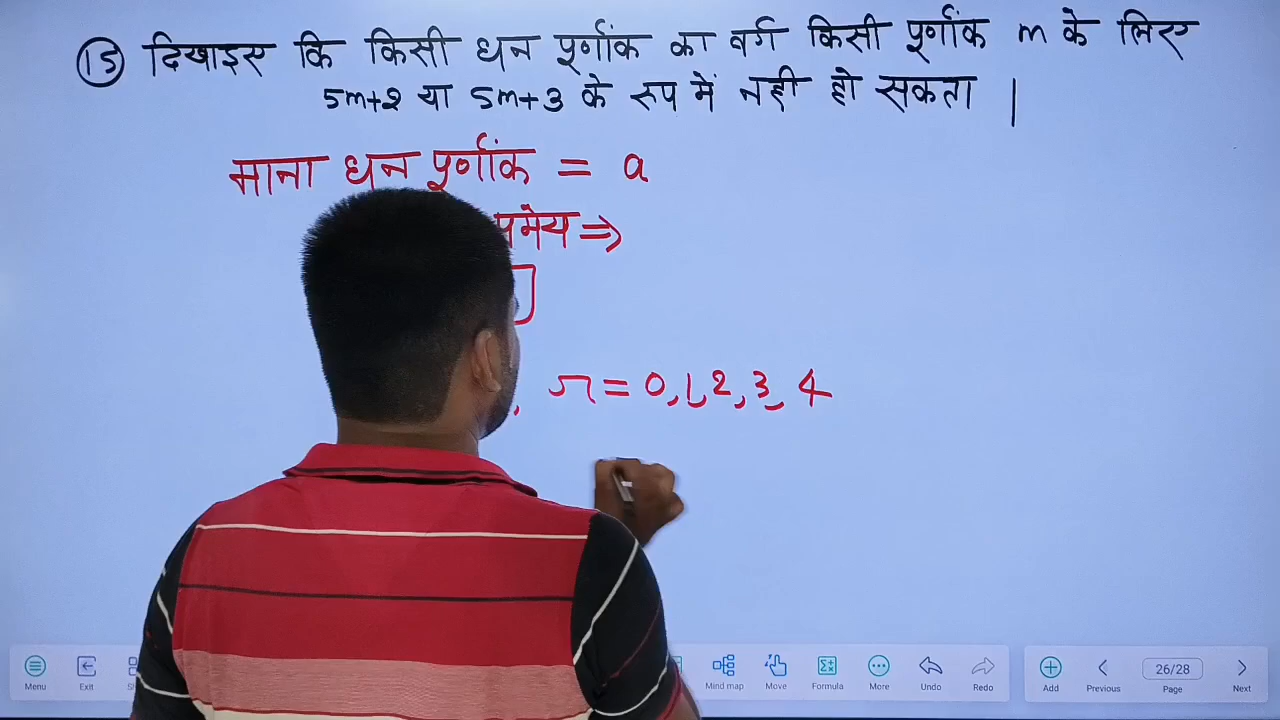 (15) दिखाइए कि किसी धन पूर्णांक का वर्ग किसी पूर्णांक m के लिए
5m+2 या 5m+3 के रूप में नही हो सकता |
माना धन पूर्णांक = a
⇒
r = 0, 1, 2, 3, 4
Menu Exit Mind map Move Formula More Undo Redo Add Previous 26/28 Page Next